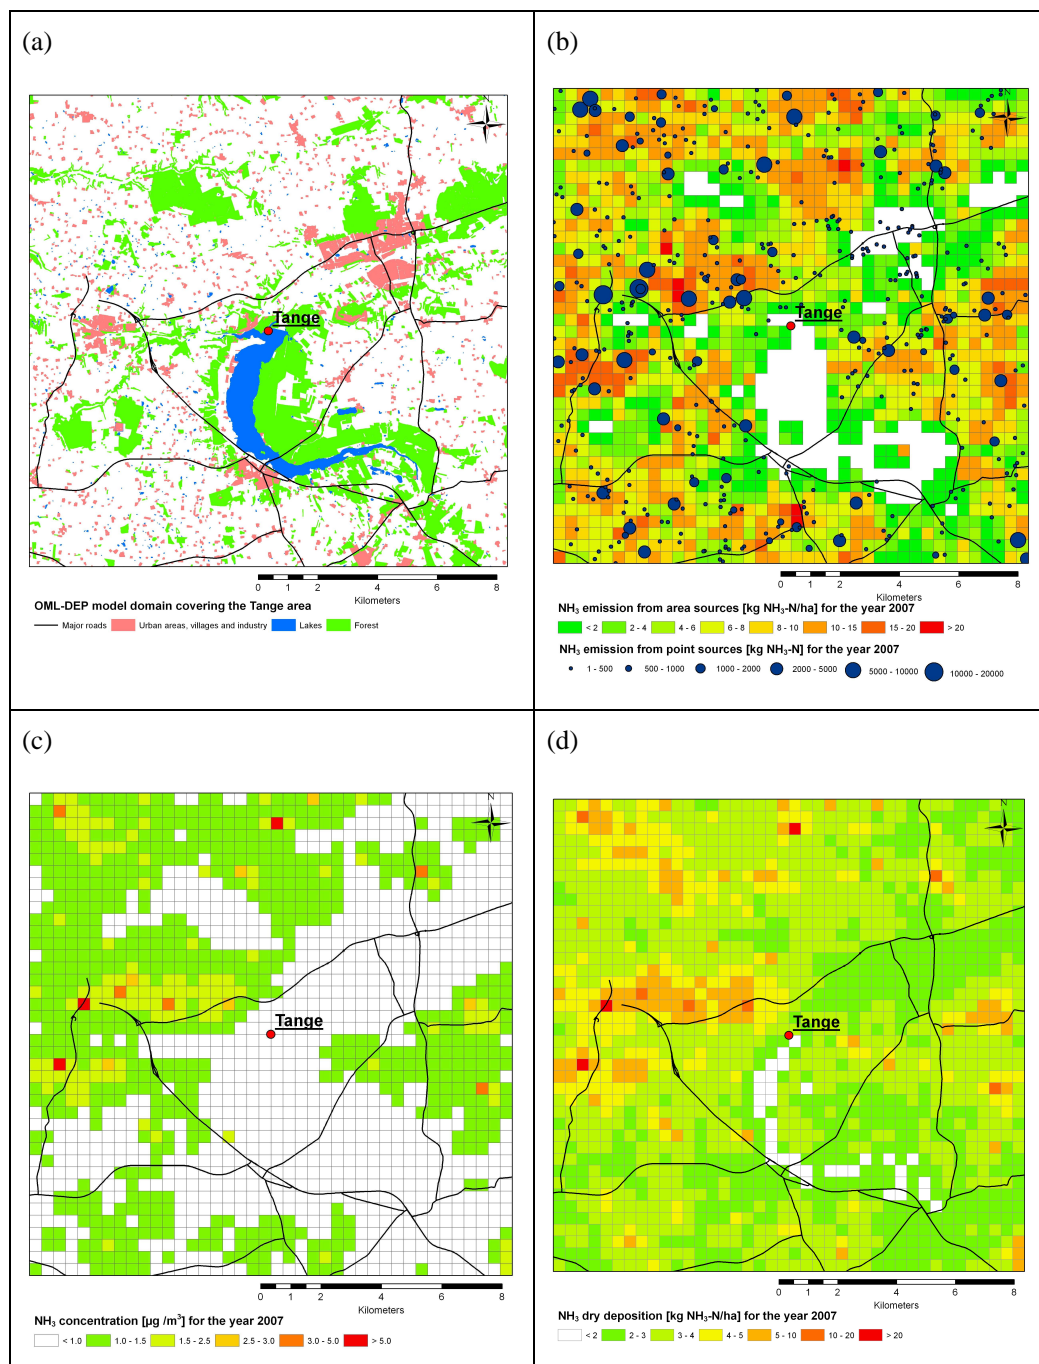 (a)
N
Tange
0 2 4 6 8
Kilometers
OML-DEP model domain covering the Tange area
Major roads Urban areas, villages and industry Lakes Forest
(b)
N
Tange
0 2 4 6 8
Kilometers
NH₃ emission from area sources [kg NH₃-N/ha] for the year 2007
< 2 2 - 4 4 - 6 6 - 8 8 - 10 10 - 15 15 - 20 > 20
NH₃ emission from point sources [kg NH₃-N] for the year 2007
1 - 500 500 - 1000 1000 - 2000 2000 - 5000 5000 - 10000 10000 - 20000
(c)
N
Tange
0 2 4 6 8
Kilometers
NH₃ concentration [µg /m³] for the year 2007
< 1.0 1.0 - 1.5 1.5 - 2.5 2.5 - 3.0 3.0 - 5.0 > 5.0
(d)
N
Tange
0 2 4 6 8
Kilometers
NH₃ dry deposition [kg NH₃-N/ha] for the year 2007
< 2 2 - 3 3 - 4 4 - 5 5 - 10 10 - 20 > 20